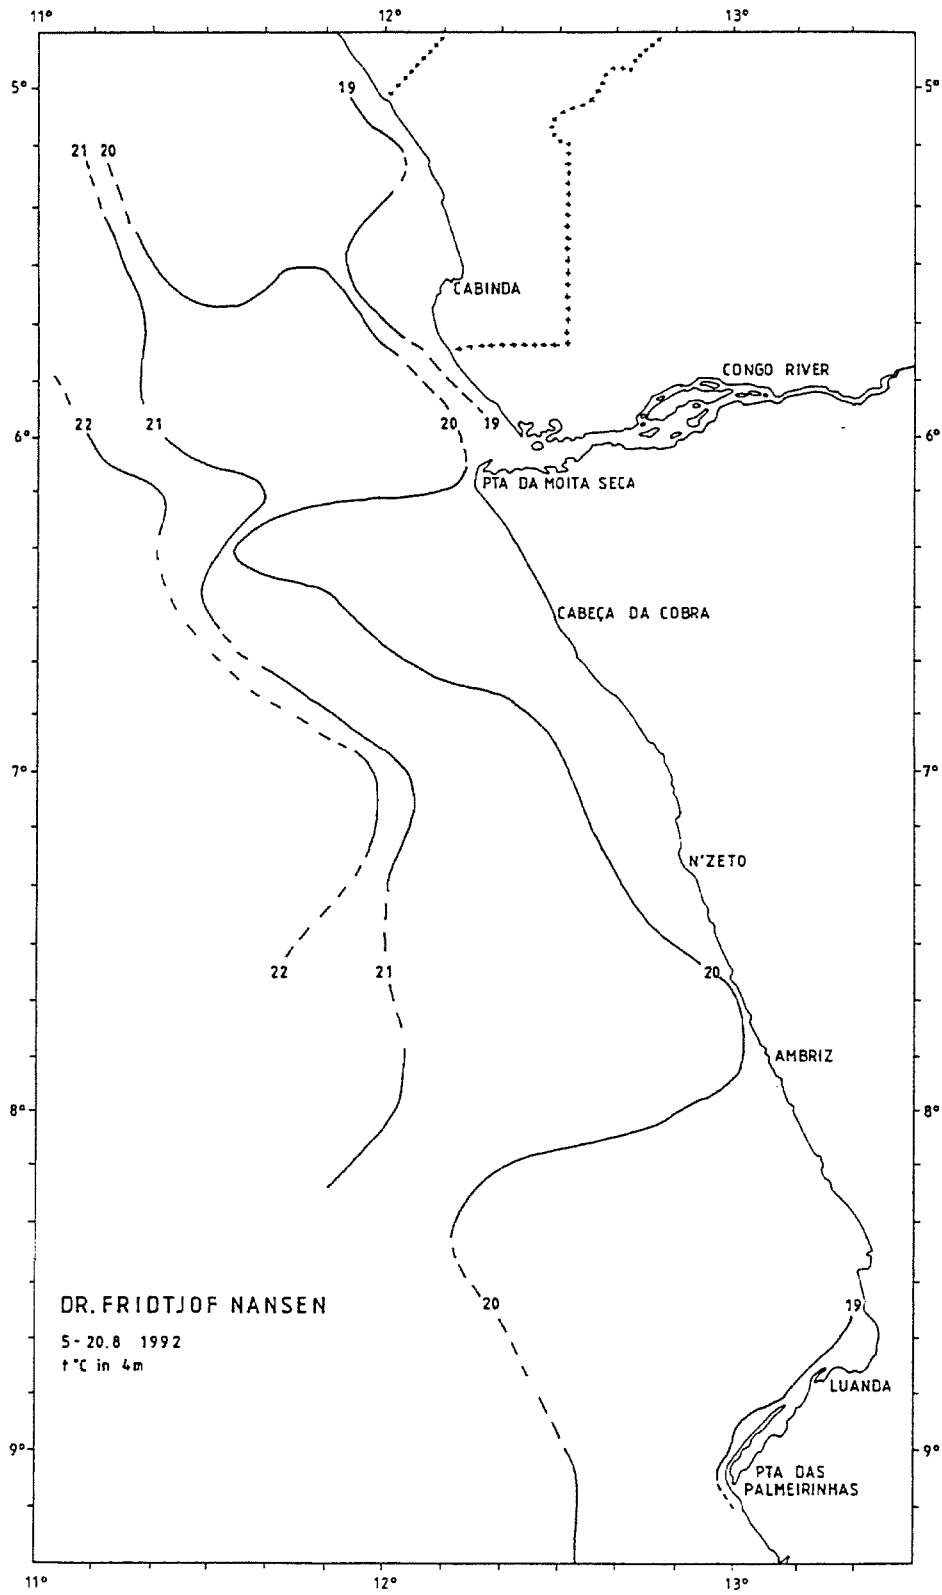 11° 12° 13°
5° 19 5°
21 20
CABINDA
CONGO RIVER
22 21 20 19
6° 6°
PTA DA MOITA SECA
CABEÇA DA COBRA
7° 7°
N'ZETO
22 21 20
AMBRIZ
8° 8°
DR. FRIDTJOF NANSEN
20 19
5-20.8 1992
t°C in 4m
LUANDA
9° 9°
PTA DAS
PALMEIRINHAS
11° 12° 13°